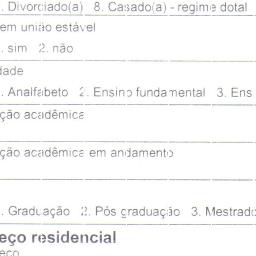 . Divorciado(a) 8. Casado(a) - regime dotal
em união estável
. sim 2. não
dade
. Analfabeto 2. Ensino fundamental 3. Ens
ção acadêmica
ção acadêmica em andamento
. Graduação 2. Pós graduação 3. Mestrado
eço residencial
eço